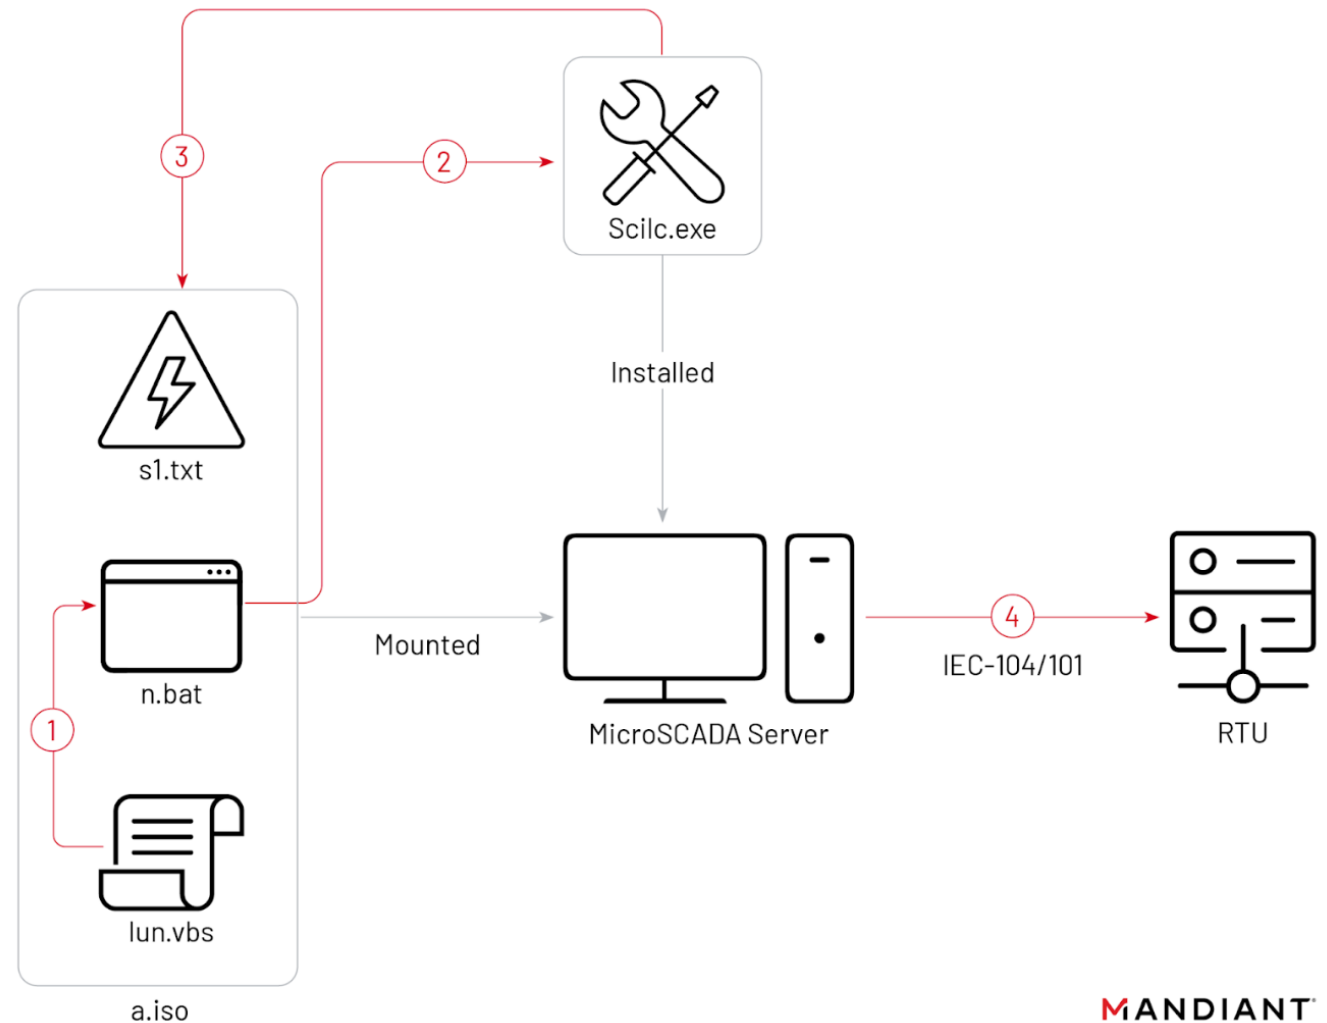 3
2
Scilc.exe
Installed
s1.txt
n.bat
Mounted
1
lun.vbs
a.iso
MicroSCADA Server
4
IEC-104/101
RTU
MANDIANT